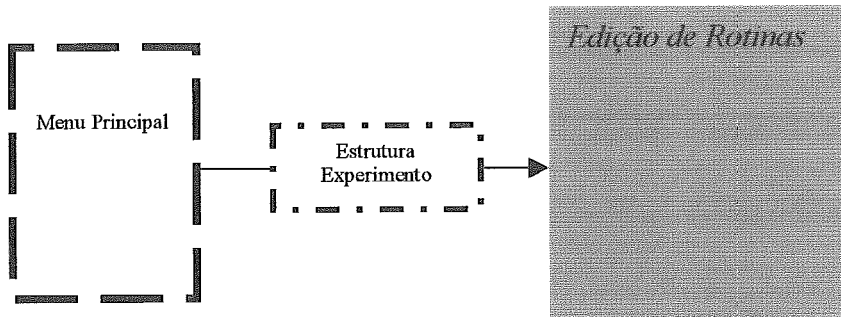 Edição de Rotinas
Menu Principal
Estrutura
Experimento